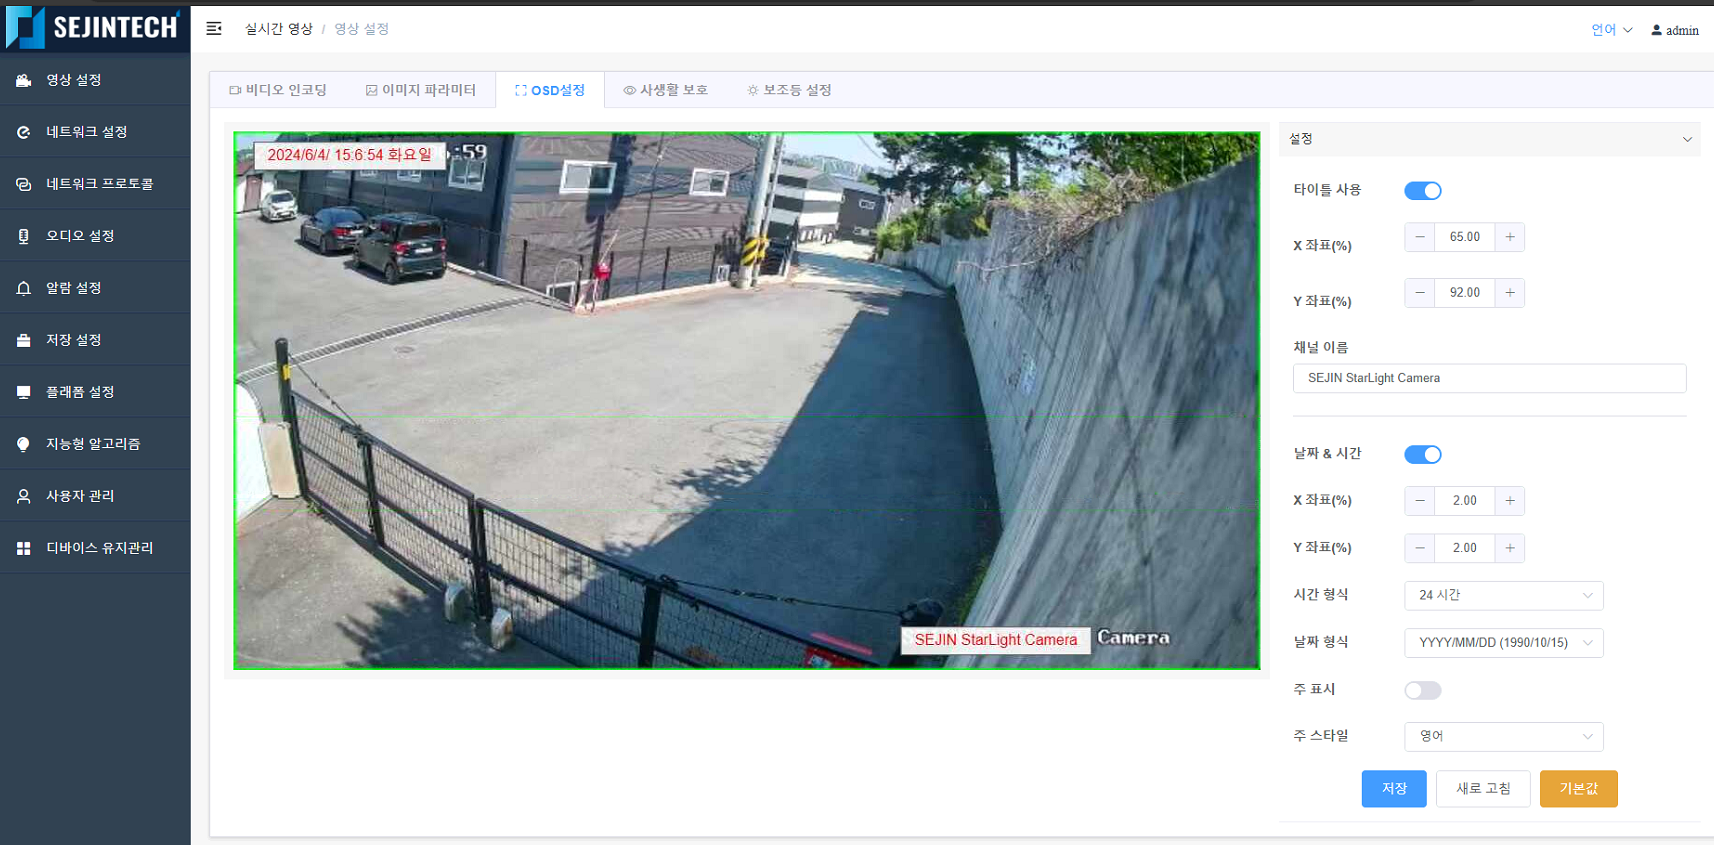 SEJINTECH
실시간 영상 / 영상 설정
언어
admin
영상 설정
네트워크 설정
네트워크 프로토콜
오디오 설정
알람 설정
저장 설정
플래폼 설정
지능형 알고리즘
사용자 관리
디바이스 유지관리
비디오 인코딩
이미지 파라미터
OSD설정
사생활 보호
보조등 설정
2024/6/4/ 15:6:54 화요일
:59
SEJIN StarLight Camera
Camera
설정
타이틀 사용
X 좌표(%)
− 65.00 +
Y 좌표(%)
− 92.00 +
채널 이름
SEJIN StarLight Camera
날짜 & 시간
X 좌표(%)
− 2.00 +
Y 좌표(%)
− 2.00 +
시간 형식
24 시간
날짜 형식
YYYY/MM/DD (1990/10/15)
주 표시
주 스타일
영어
저장
새로 고침
기본값